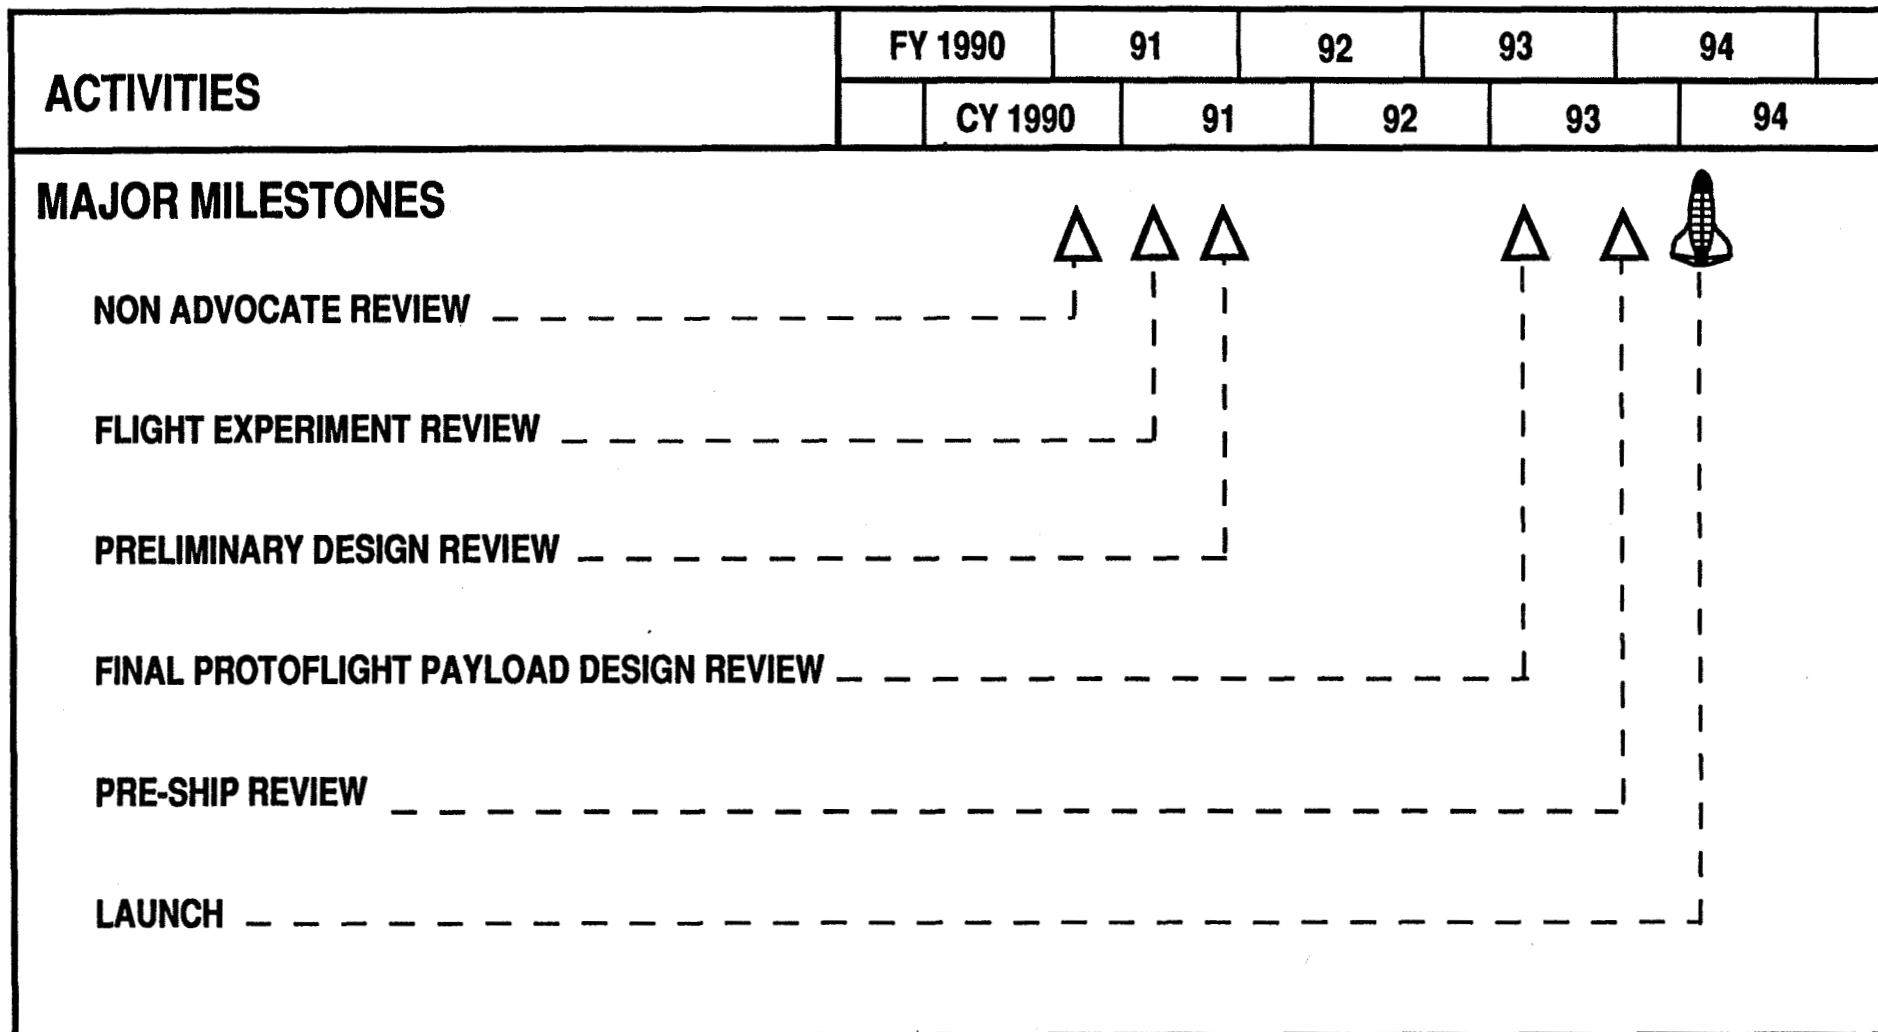 ACTIVITIES
FY 1990 91 92 93 94
CY 1990 91 92 93 94
MAJOR MILESTONES
NON ADVOCATE REVIEW
FLIGHT EXPERIMENT REVIEW
PRELIMINARY DESIGN REVIEW
FINAL PROTOFLIGHT PAYLOAD DESIGN REVIEW
PRE-SHIP REVIEW
LAUNCH